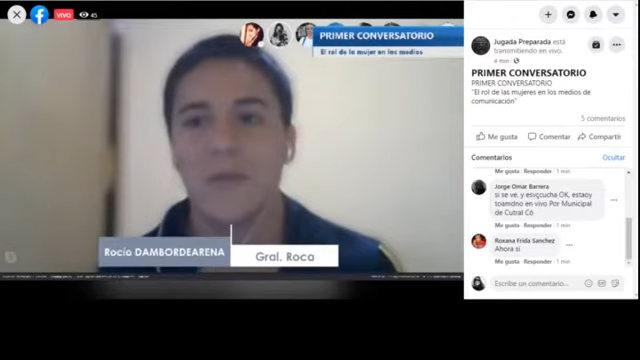 VIVO
45
PRIMER CONVERSATORIO
El rol de la mujer en los medios
Rocío DAMBORDEARENA
Gral. Roca
Jugada Preparada está
transmitiendo en vivo.
4 min
PRIMER CONVERSATORIO
PRIMER CONVERSATORIO
"El rol de las mujeres en los medios de
comunicación"
5 comentarios
Me gusta
Comentar
Compartir
Comentarios
Ocultar
Me gusta · Responder · 1 min
Jorge Omar Barrera
si se ve, y esvçcucha OK, estaoy
toamdno en vivo Por Municipal
de Cutral Có
Me gusta · Responder · 1 min
Roxana Frida Sanchez
Ahora si
Me gusta · Responder · 1 min
Escribe un comentario...